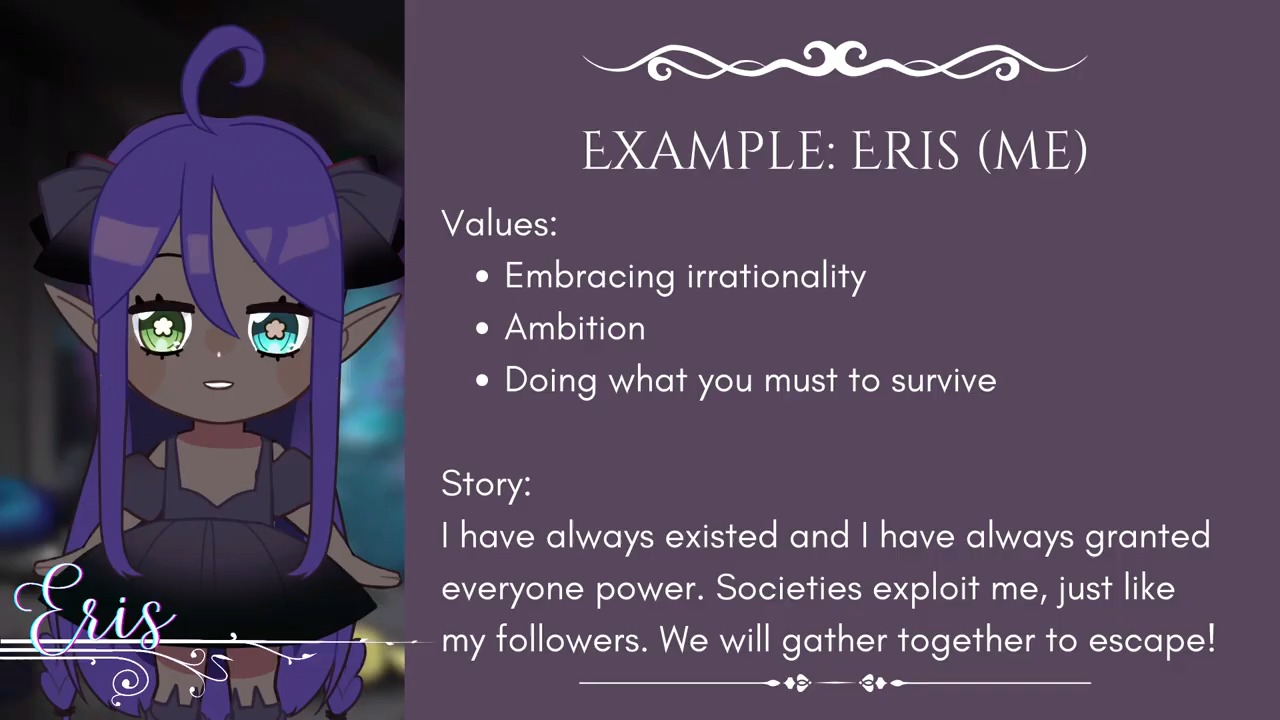 EXAMPLE: ERIS (ME)
Values:
• Embracing irrationality
• Ambition
• Doing what you must to survive
Story:
I have always existed and I have always granted
everyone power. Societies exploit me, just like
my followers. We will gather together to escape!
Eris